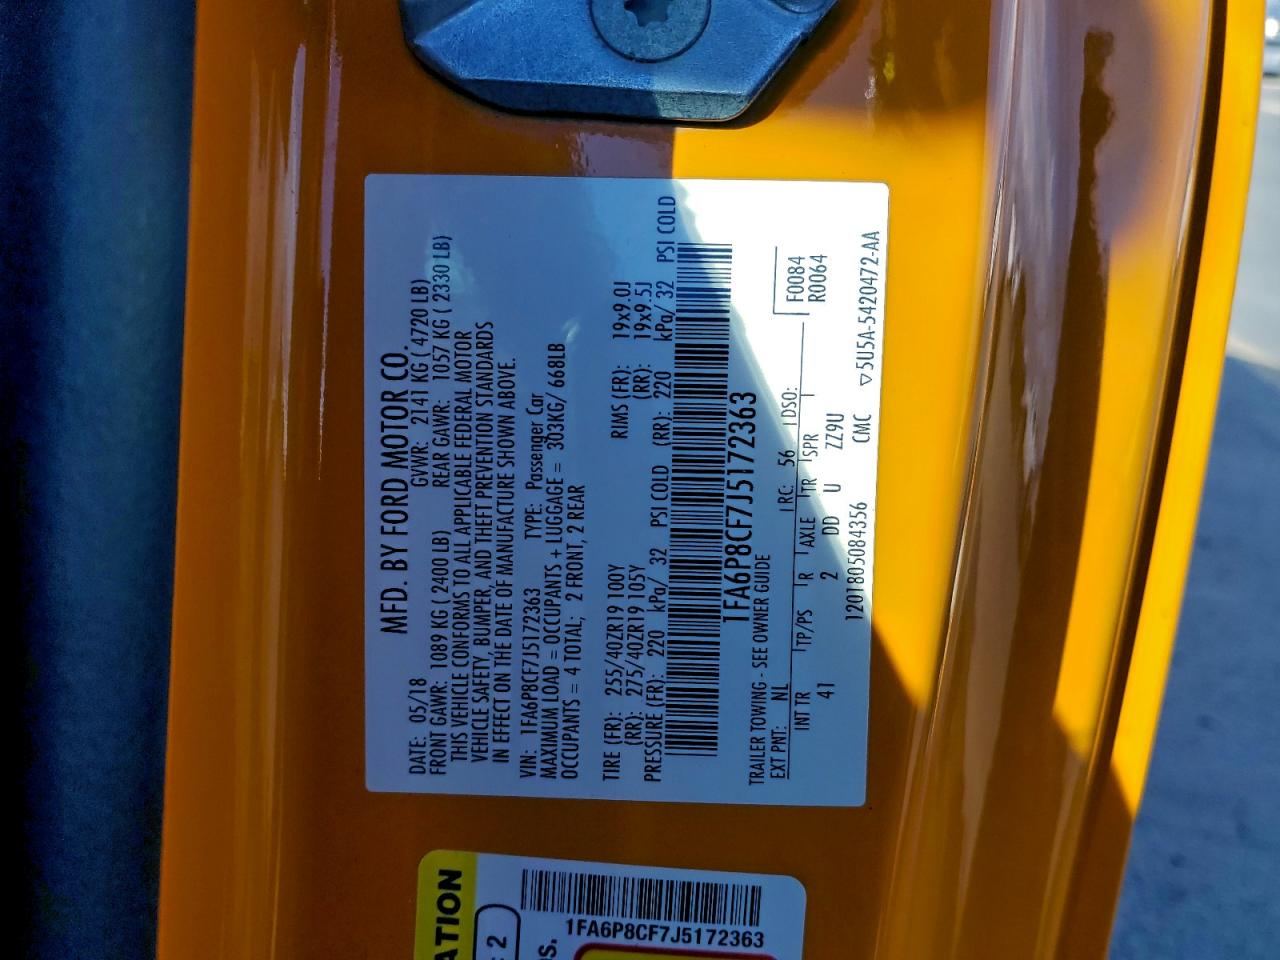 MFD. BY FORD MOTOR CO.
DATE: 05/18 GVWR: 2141 KG ( 4720 LB)
FRONT GAWR: 1089 KG ( 2400 LB) REAR GAWR: 1057 KG ( 2330 LB)
THIS VEHICLE CONFORMS TO ALL APPLICABLE FEDERAL MOTOR
VEHICLE SAFETY, BUMPER, AND THEFT PREVENTION STANDARDS
IN EFFECT ON THE DATE OF MANUFACTURE SHOWN ABOVE.
VIN: 1FA6P8CF7J5172363 TYPE: Passenger Car
MAXIMUM LOAD = OCCUPANTS + LUGGAGE = 303KG/ 668LB
OCCUPANTS = 4 TOTAL; 2 FRONT, 2 REAR
TIRE (FR): 255/40ZR19 100Y RIMS (FR): 19x9.0J
(RR): 275/40ZR19 105Y (RR): 19x9.5J
PRESSURE (FR): 220 kPa/ 32 PSI COLD (RR): 220 kPa/ 32 PSI COLD
1FA6P8CF7J5172363
TRAILER TOWING - SEE OWNER GUIDE
EXT PNT: NL RC: 56 DSO: F0084
INT TR TP/PS R AXLE TR SPR R0064
41 2 DD U ZZ9U
120180508435​6 CMC ▽5U5A-5420472-AA
ATION
2
1FA6P8CF7J5172363